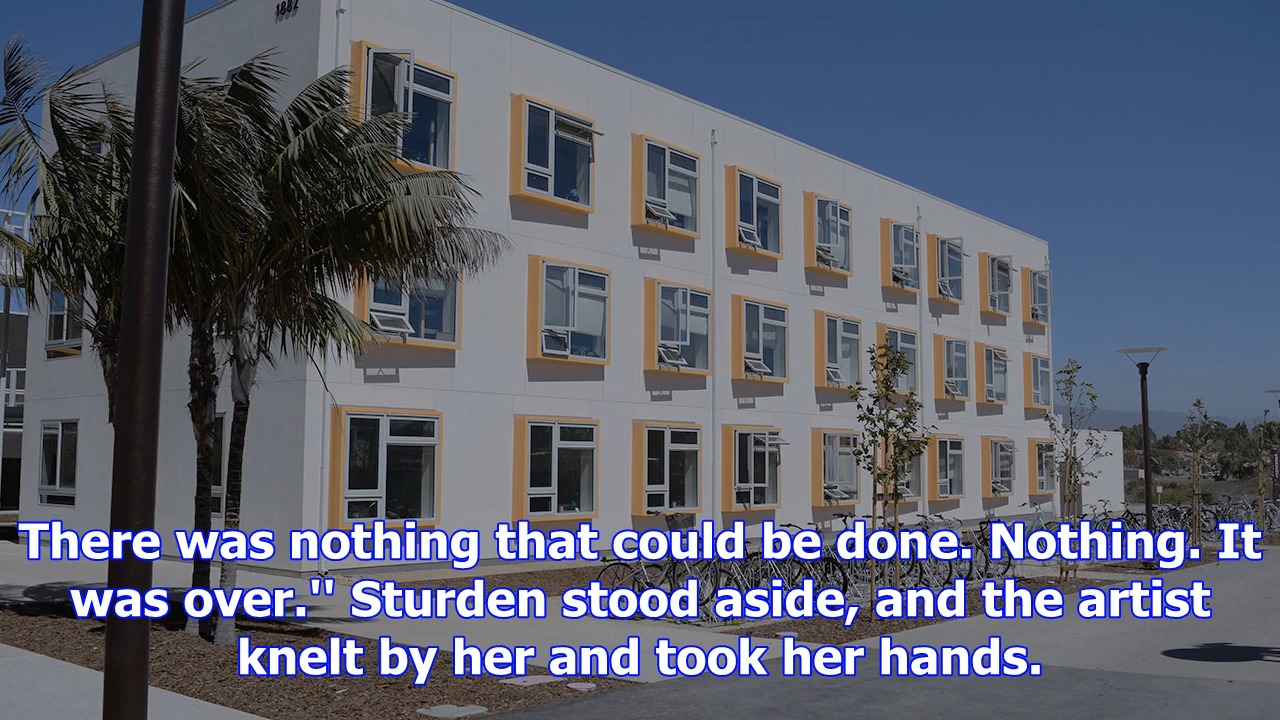 1882
There was nothing that could be done. Nothing. It
was over." Sturden stood aside, and the artist
knelt by her and took her hands.